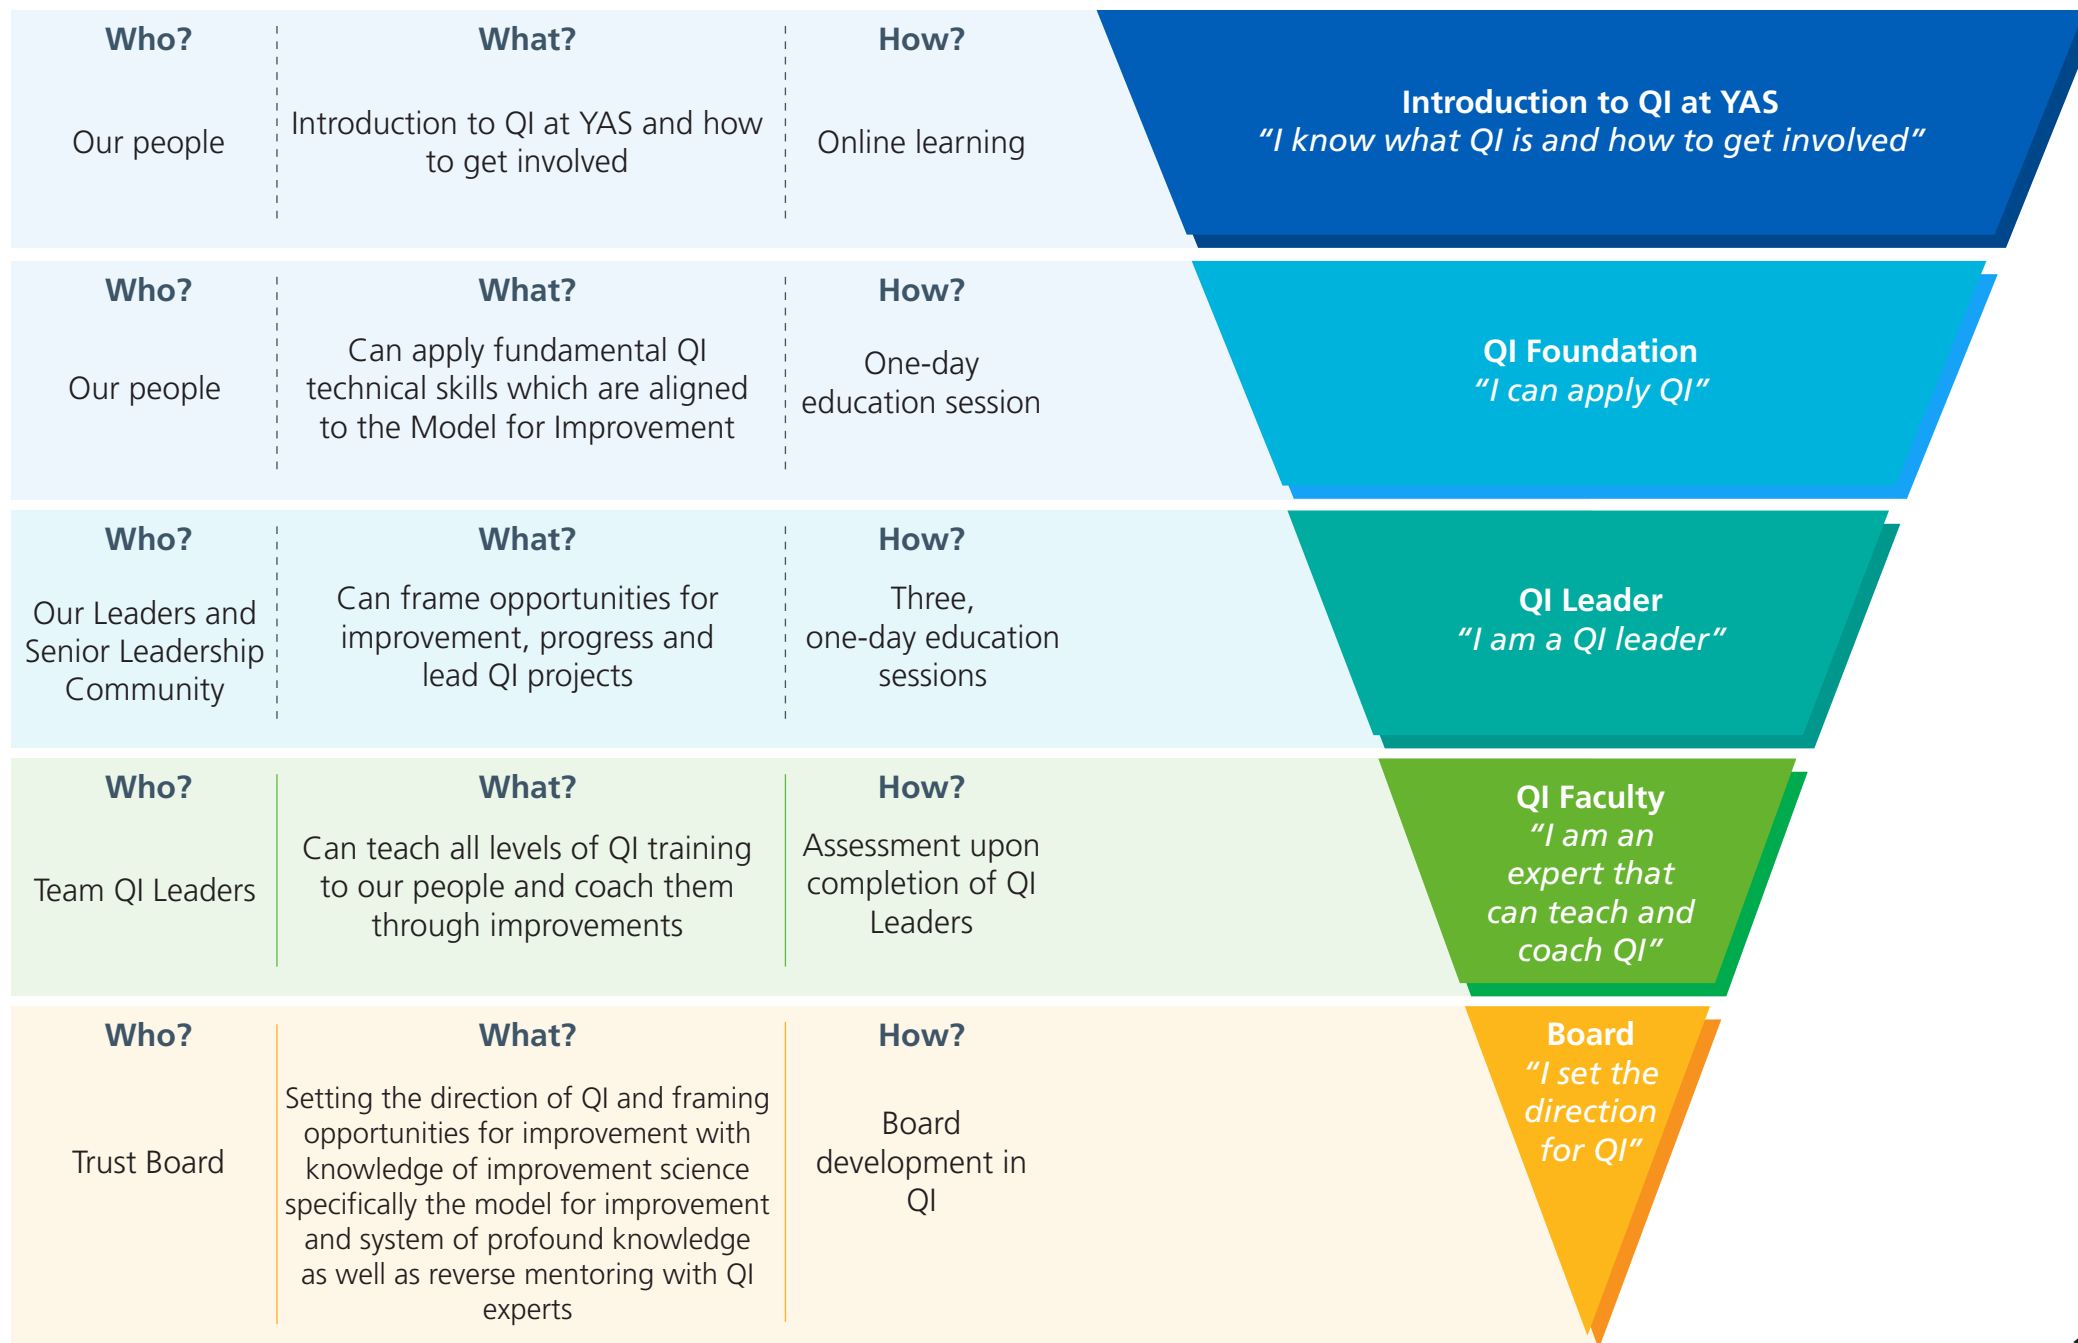 Who?
What?
How?
Our people
Introduction to QI at YAS and how
to get involved
Online learning
Introduction to QI at YAS
“I know what QI is and how to get involved”
Who?
What?
How?
Our people
Can apply fundamental QI
technical skills which are aligned
to the Model for Improvement
One-day
education session
QI Foundation
“I can apply QI”
Who?
What?
How?
Our Leaders and
Senior Leadership
Community
Can frame opportunities for
improvement, progress and
lead QI projects
Three,
one-day education
sessions
QI Leader
“I am a QI leader”
Who?
What?
How?
Team QI Leaders
Can teach all levels of QI training
to our people and coach them
through improvements
Assessment upon
completion of QI
Leaders
QI Faculty
“I am an
expert that
can teach and
coach QI”
Who?
What?
How?
Trust Board
Setting the direction of QI and framing
opportunities for improvement with
knowledge of improvement science
specifically the model for improvement
and system of profound knowledge
as well as reverse mentoring with QI
experts
Board
development in
QI
Board
“I set the
direction
for QI”